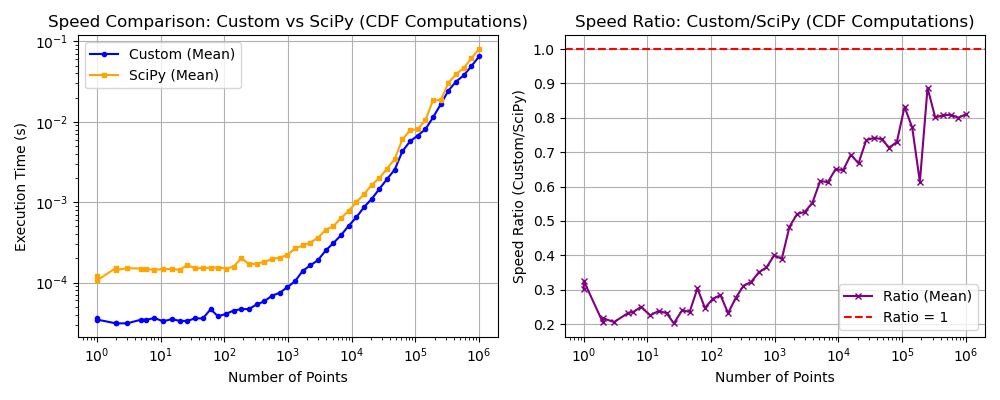 Speed Comparison: Custom vs SciPy (CDF Computations)
Execution Time (s)
10⁻¹
10⁻²
10⁻³
10⁻⁴
Custom (Mean)
SciPy (Mean)
10⁰ 10¹ 10² 10³ 10⁴ 10⁵ 10⁶
Number of Points
Speed Ratio: Custom/SciPy (CDF Computations)
Speed Ratio (Custom/SciPy)
1.0
0.9
0.8
0.7
0.6
0.5
0.4
0.3
0.2
Ratio (Mean)
Ratio = 1
10⁰ 10¹ 10² 10³ 10⁴ 10⁵ 10⁶
Number of Points